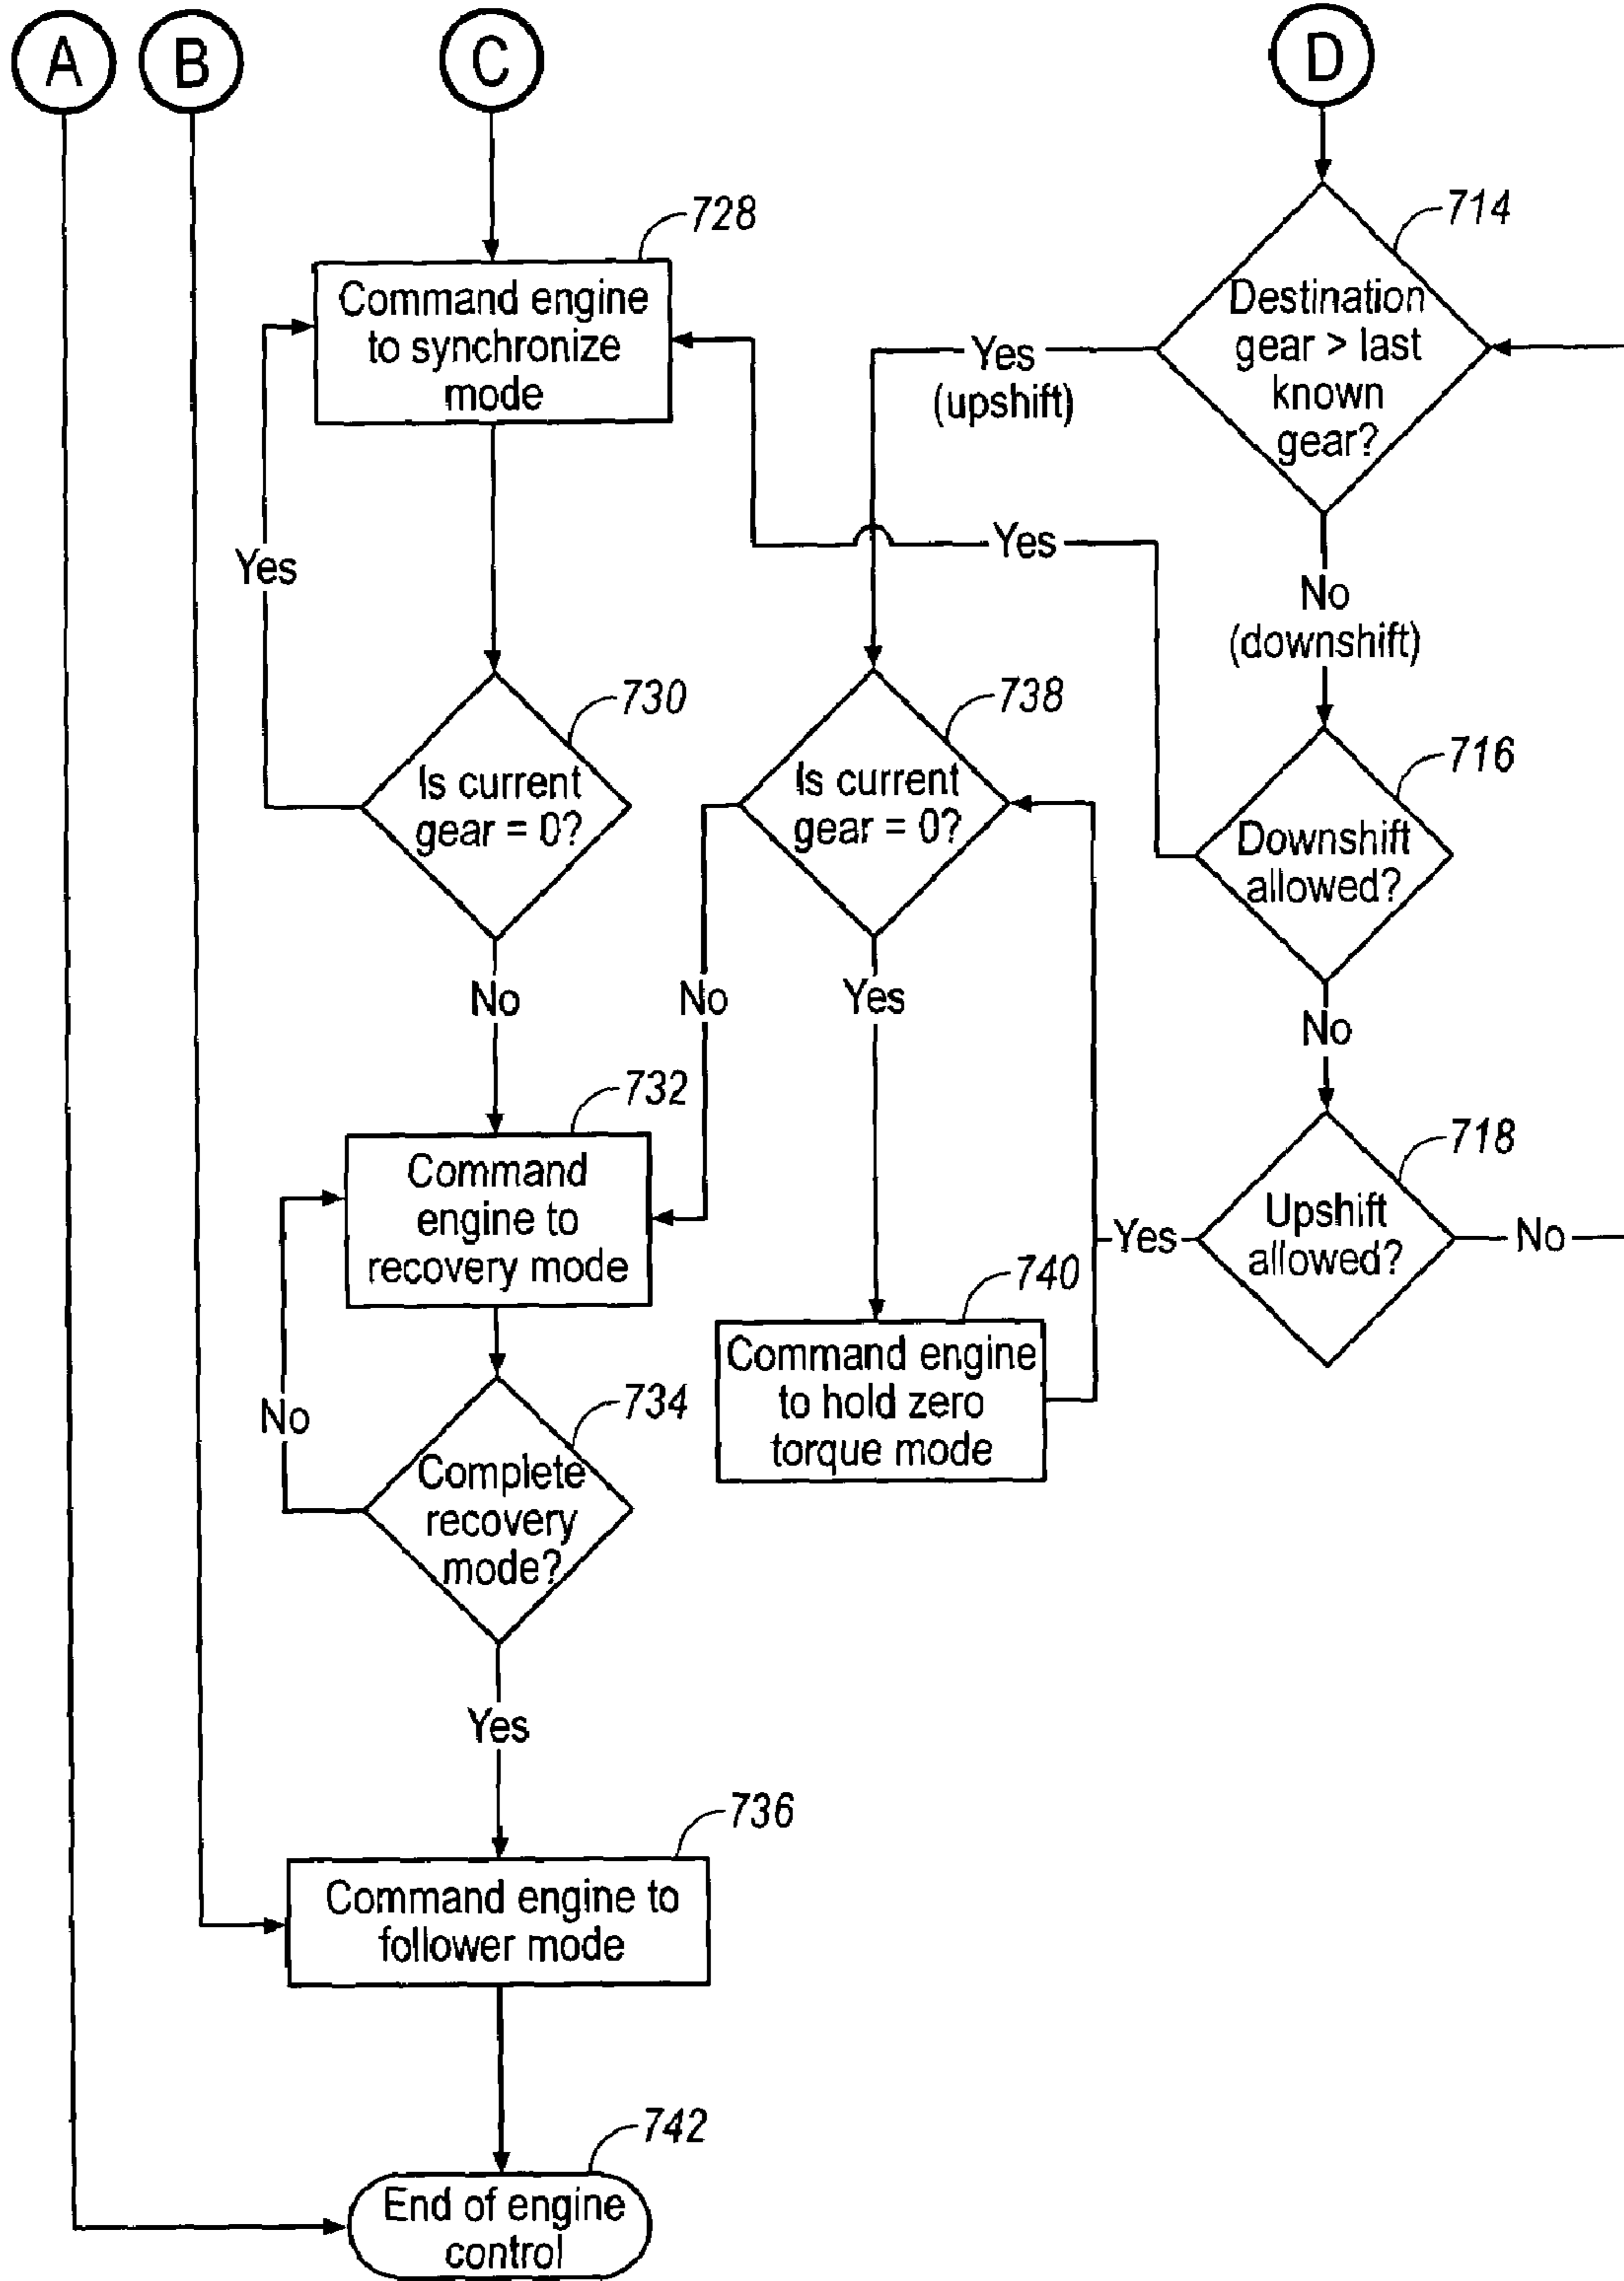 A
B
C
D
728
Command engine
to synchronize
mode
714
Destination
gear > last
known
gear?
Yes
(upshift)
Yes
Yes
No
(downshift)
730
Is current
gear = 0?
738
Is current
gear = 0?
716
Downshift
allowed?
No
No
Yes
No
732
Command
engine to
recovery mode
718
Upshift
allowed?
Yes
No
740
Command engine
to hold zero
torque mode
734
Complete
recovery
mode?
No
Yes
736
Command engine to
follower mode
742
End of engine
control